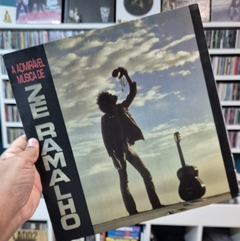 A ADMIRÁVEL
MÚSICA DE
ZÉ RAMALHO